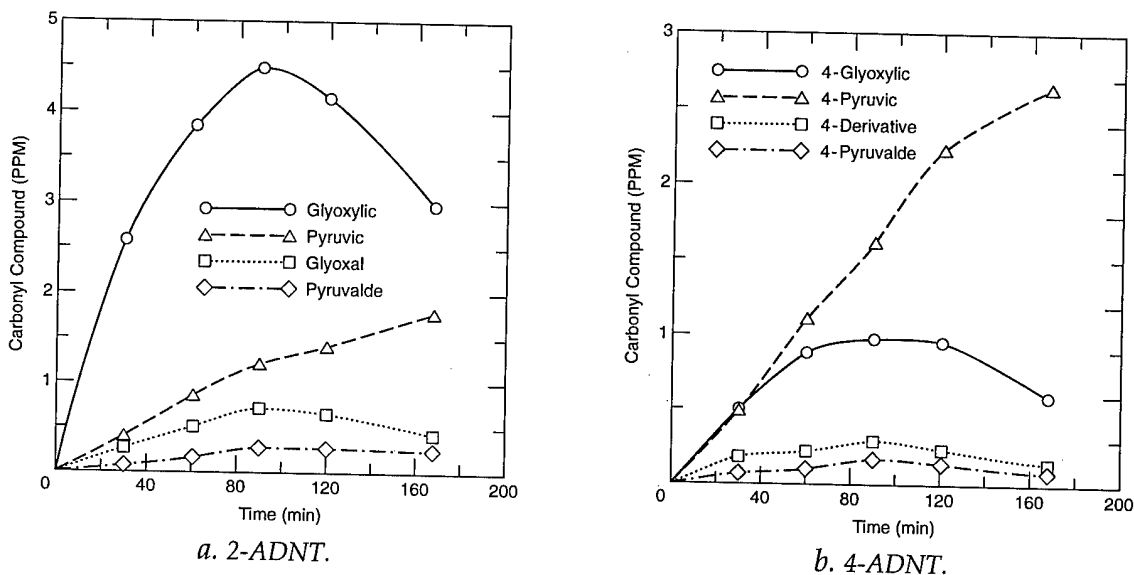 5
4
3
2
1
0
Carbonyl Compound (PPM)
Glyoxylic
Pyruvic
Glyoxal
Pyruvalde
40
80
120
160
200
Time (min)
a. 2-ADNT.
3
2
1
0
Carbonyl Compound (PPM)
4-Glyoxylic
4-Pyruvic
4-Derivative
4-Pyruvalde
40
80
120
160
200
Time (min)
b. 4-ADNT.